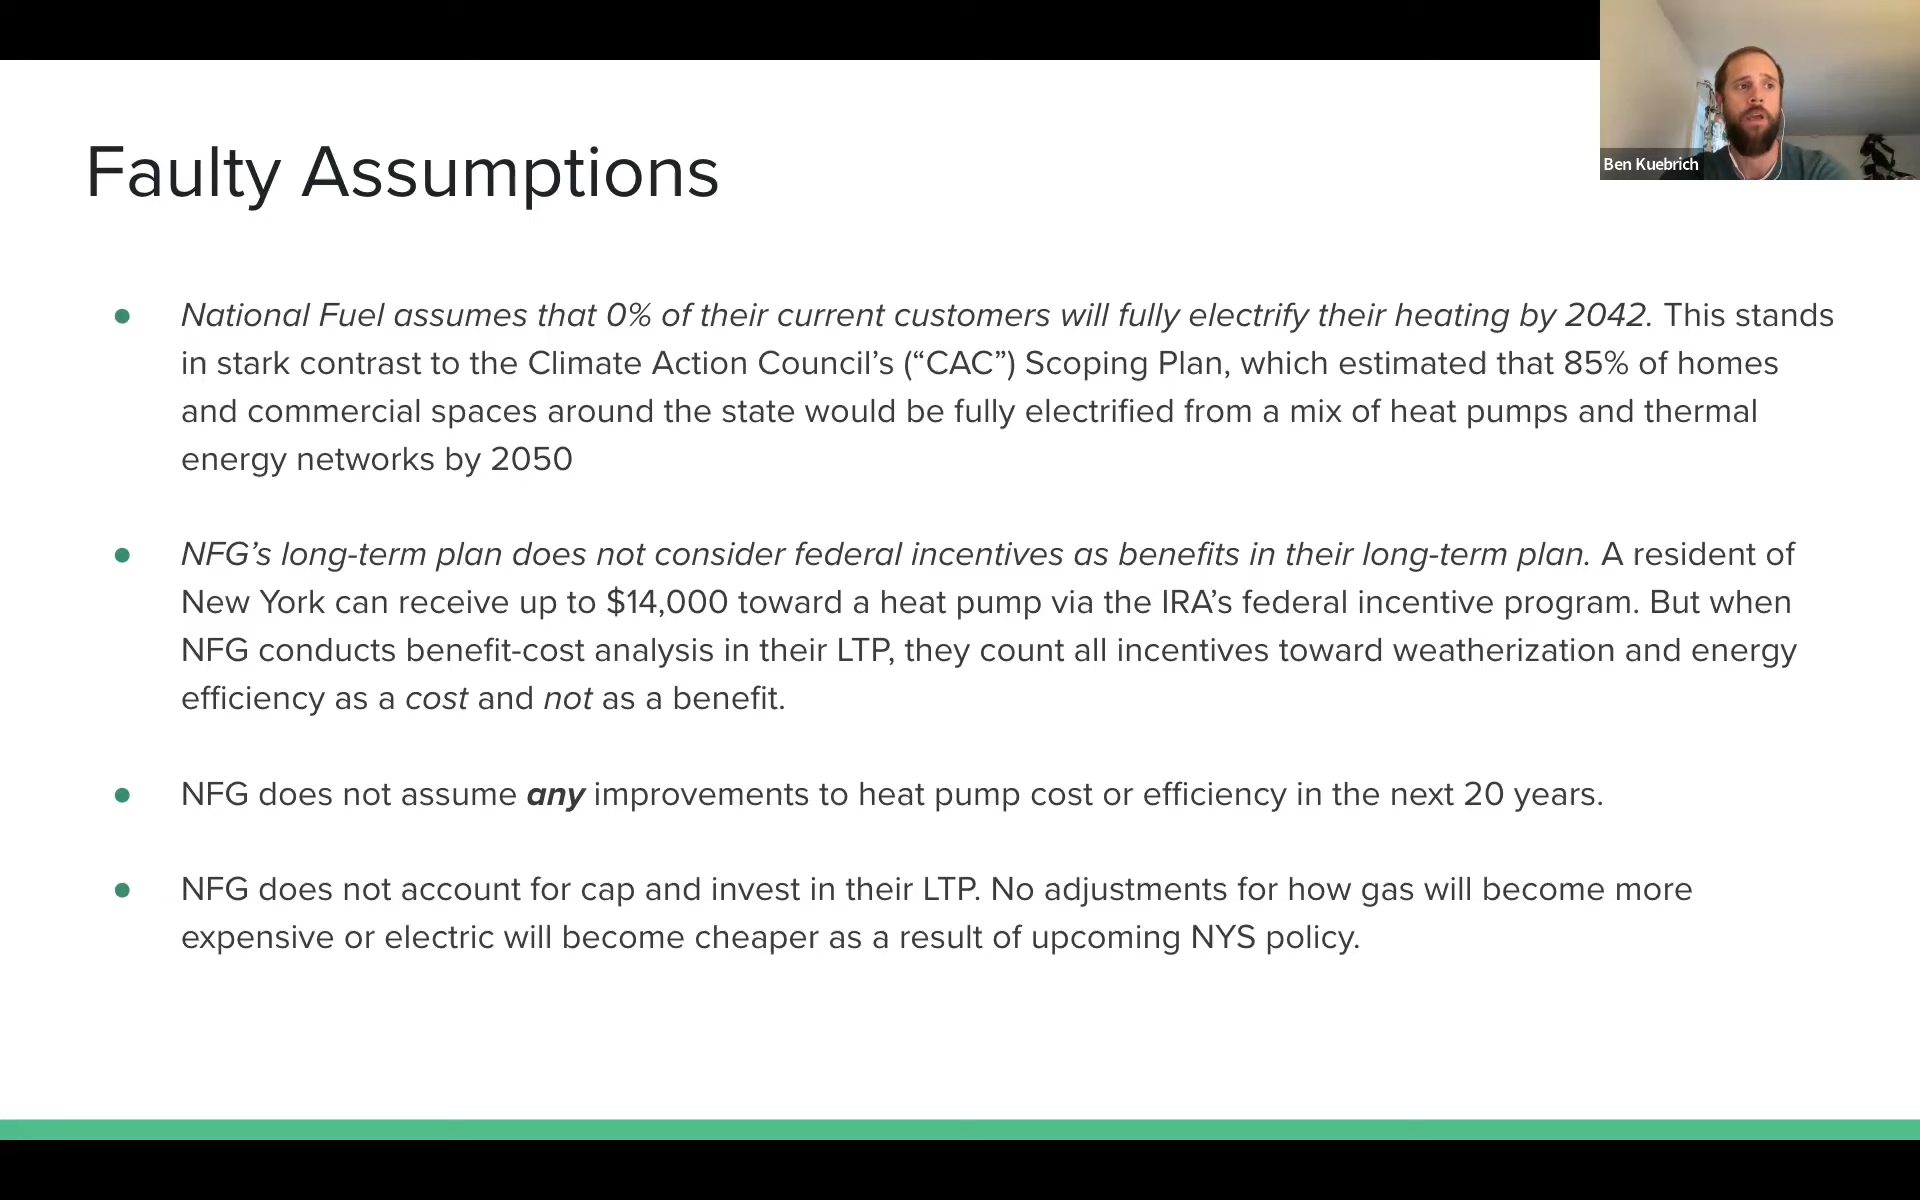 Ben Kuebrich
Faulty Assumptions
● National Fuel assumes that 0% of their current customers will fully electrify their heating by 2042. This stands
in stark contrast to the Climate Action Council’s (“CAC”) Scoping Plan, which estimated that 85% of homes
and commercial spaces around the state would be fully electrified from a mix of heat pumps and thermal
energy networks by 2050
● NFG’s long-term plan does not consider federal incentives as benefits in their long-term plan. A resident of
New York can receive up to $14,000 toward a heat pump via the IRA’s federal incentive program. But when
NFG conducts benefit-cost analysis in their LTP, they count all incentives toward weatherization and energy
efficiency as a cost and not as a benefit.
● NFG does not assume any improvements to heat pump cost or efficiency in the next 20 years.
● NFG does not account for cap and invest in their LTP. No adjustments for how gas will become more
expensive or electric will become cheaper as a result of upcoming NYS policy.